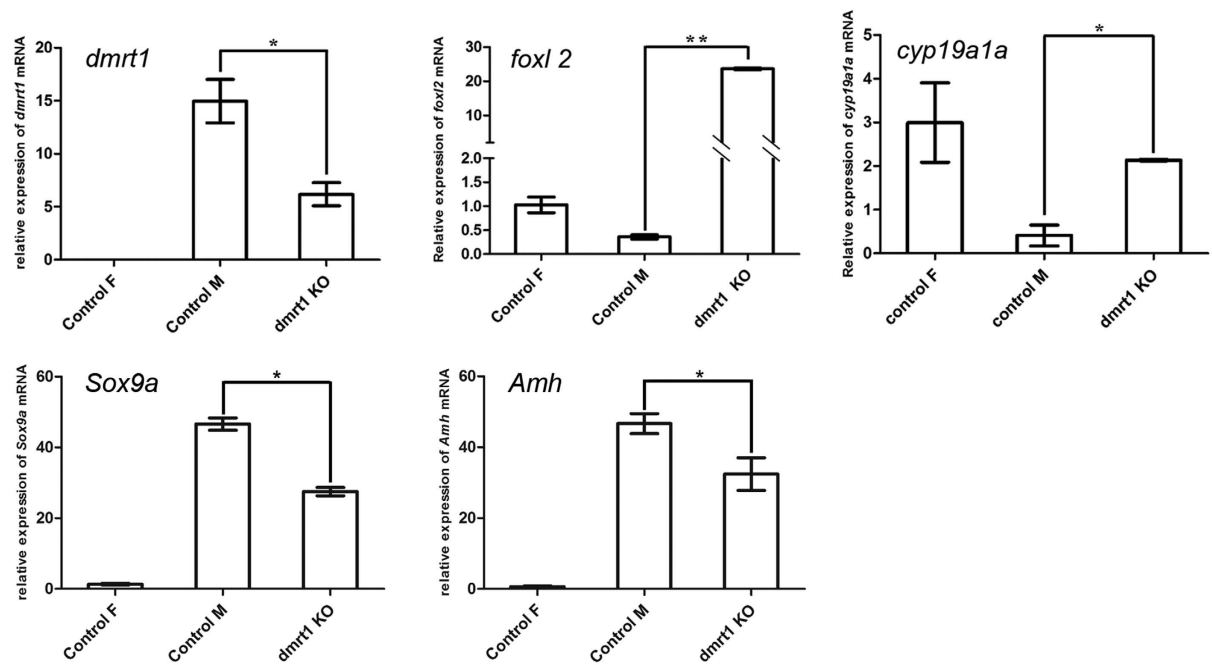 dmrt1
relative expression of dmrt1 mRNA
20
15
10
5
0
*
Control F
Control M
dmrt1 KO
foxl 2
relative expression of foxl2 mRNA
30
20
10
2.0
1.5
1.0
0.5
0.0
**
Control F
Control M
dmrt1 KO
cyp19a1a
Relative expression of cyp19a1a mRNA
5
4
3
2
1
0
*
control F
control M
dmrt1 KO
Sox9a
relative expression of Sox9a mRNA
60
40
20
0
*
Control F
Control M
dmrt1 KO
Amh
relative expression of Amh mRNA
60
40
20
0
*
Control F
Control M
dmrt1 KO